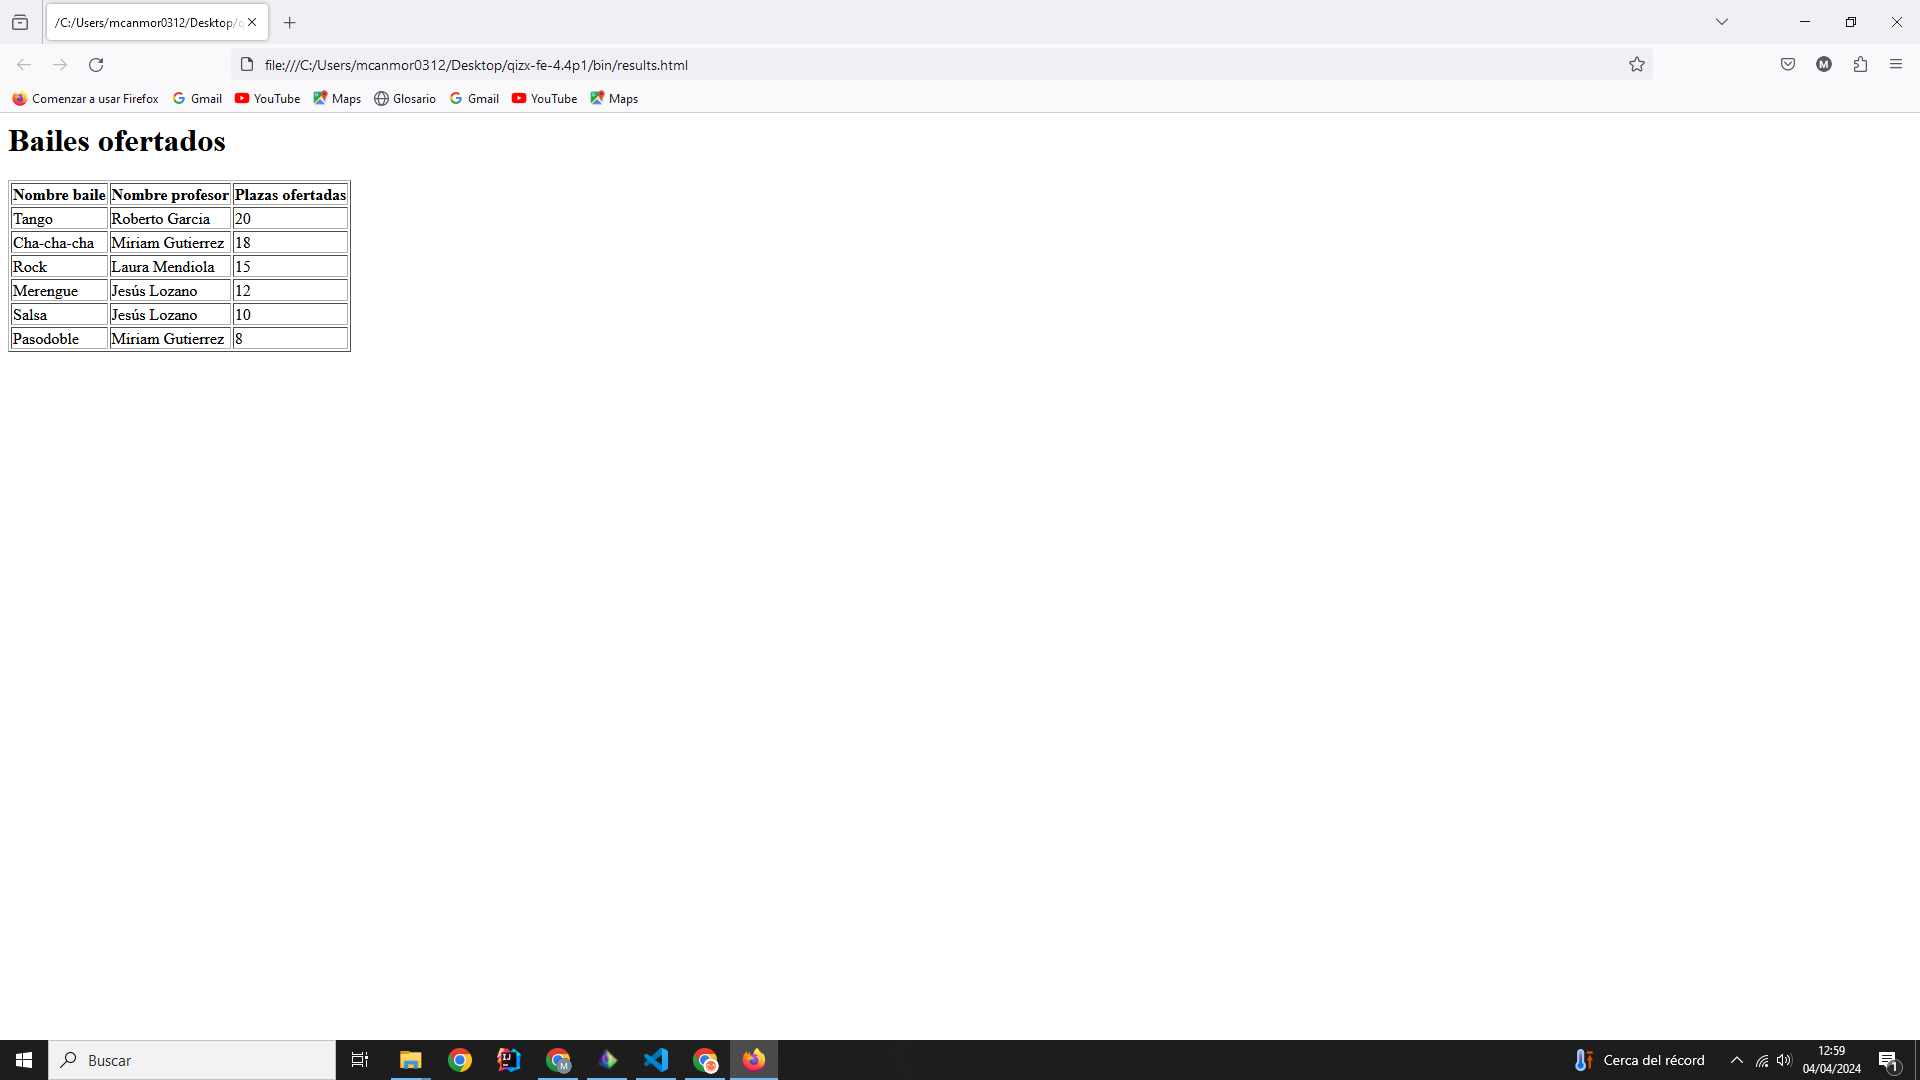 /C:/Users/mcanmor0312/Desktop/q
file:///C:/Users/mcanmor0312/Desktop/qizx-fe-4.4p1/bin/results.html
M
Comenzar a usar Firefox Gmail YouTube Maps Glosario Gmail YouTube Maps
Bailes ofertados
Nombre baile Nombre profesor Plazas ofertadas
Tango Roberto Garcia 20
Cha-cha-cha Miriam Gutierrez 18
Rock Laura Mendiola 15
Merengue Jesús Lozano 12
Salsa Jesús Lozano 10
Pasodoble Miriam Gutierrez 8
Buscar
IJ
M
Cerca del récord
12:59
04/04/2024
1